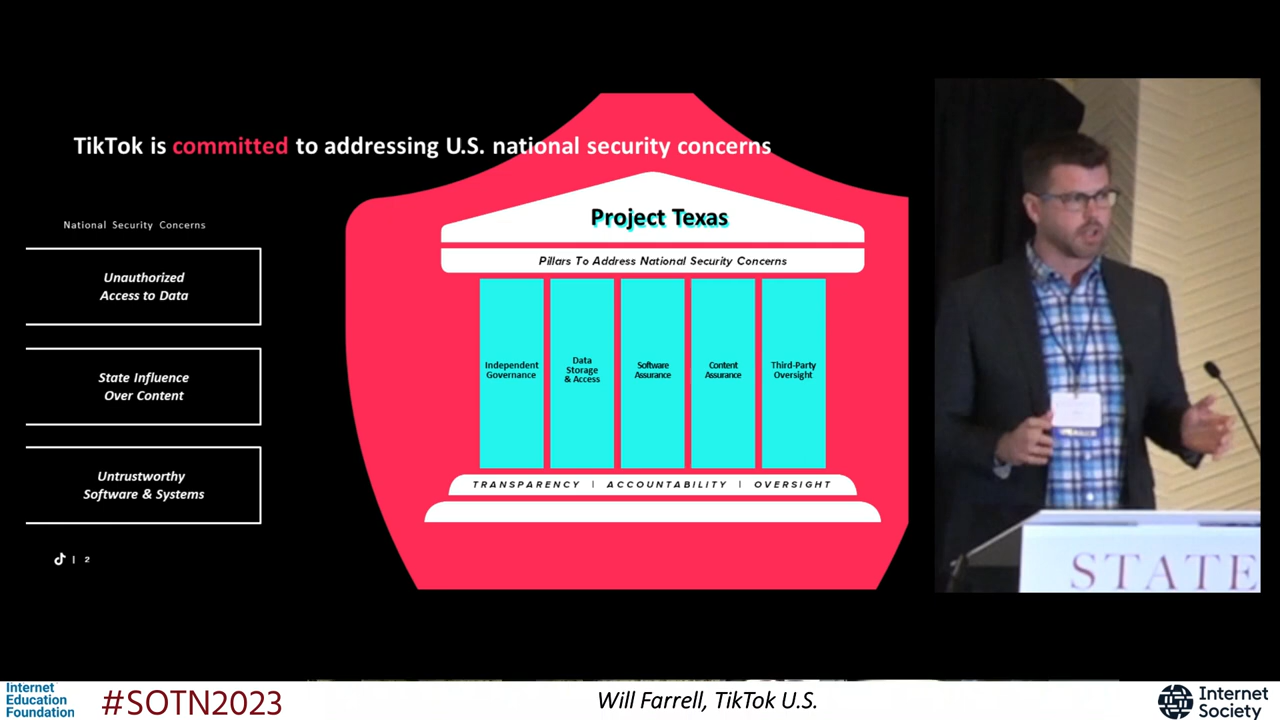 TikTok is committed to addressing U.S. national security concerns
National Security Concerns
Unauthorized
Access to Data
State Influence
Over Content
Untrustworthy
Software & Systems
Project Texas
Pillars To Address National Security Concerns
Independent
Governance
Data
Storage
& Access
Software
Assurance
Content
Assurance
Third-Party
Oversight
TRANSPARENCY | ACCOUNTABILITY | OVERSIGHT
| 2
STATE
Internet
Education
Foundation
#SOTN2023
Will Farrell, TikTok U.S.
Internet
Society